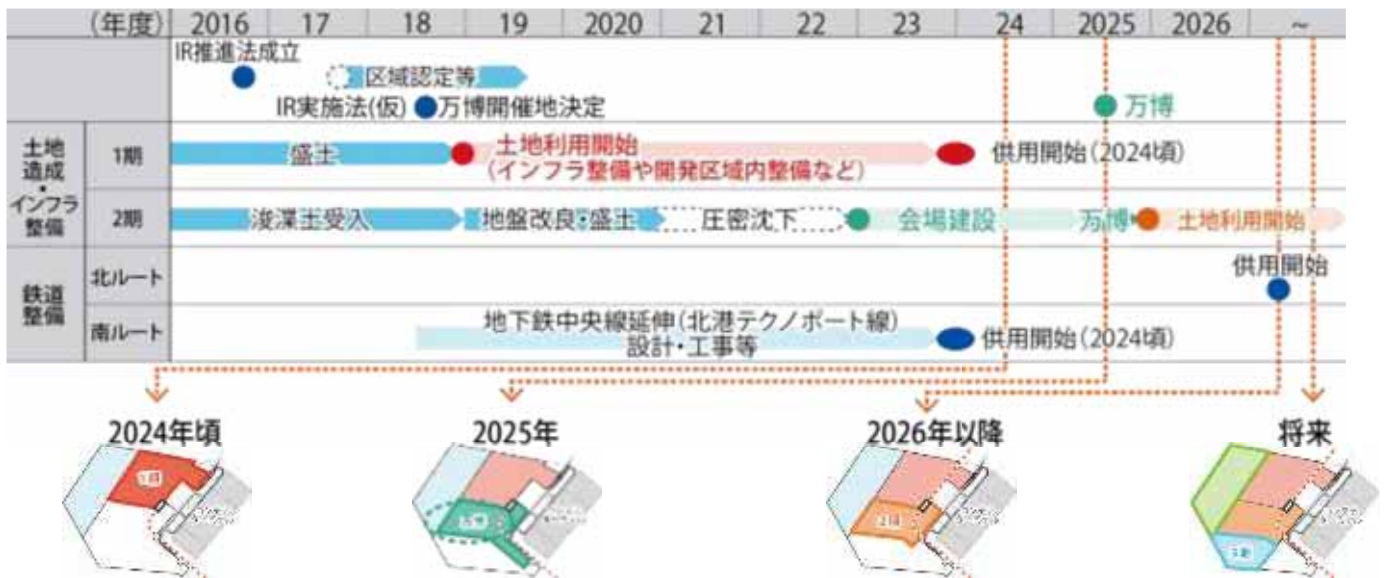 (年度) 2016 17 18 19 2020 21 22 23 24 2025 2026 ~
IR推進法成立
区域認定等
IR実施法(仮) 万博開催地決定
万博
土地造成・インフラ整備
1期
盛土
土地利用開始
(インフラ整備や開発区域内整備など)
供用開始(2024頃)
2期
浚渫土受入
地盤改良・盛土
圧密沈下
会場建設
万博
土地利用開始
鉄道整備
北ルート
供用開始
南ルート
地下鉄中央線延伸(北港テクノポート線)
設計・工事等
供用開始(2024頃)
2024年頃
2025年
2026年以降
将来
1期
万博
2期
3期